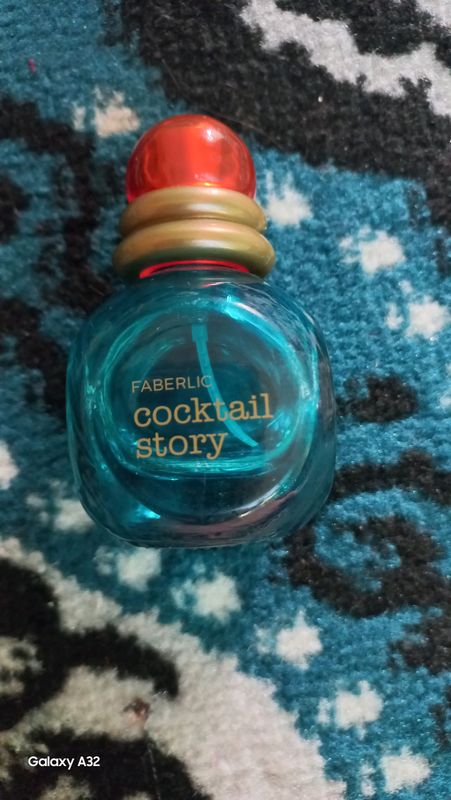 FABERLIC
cocktail
story
Galaxy A32